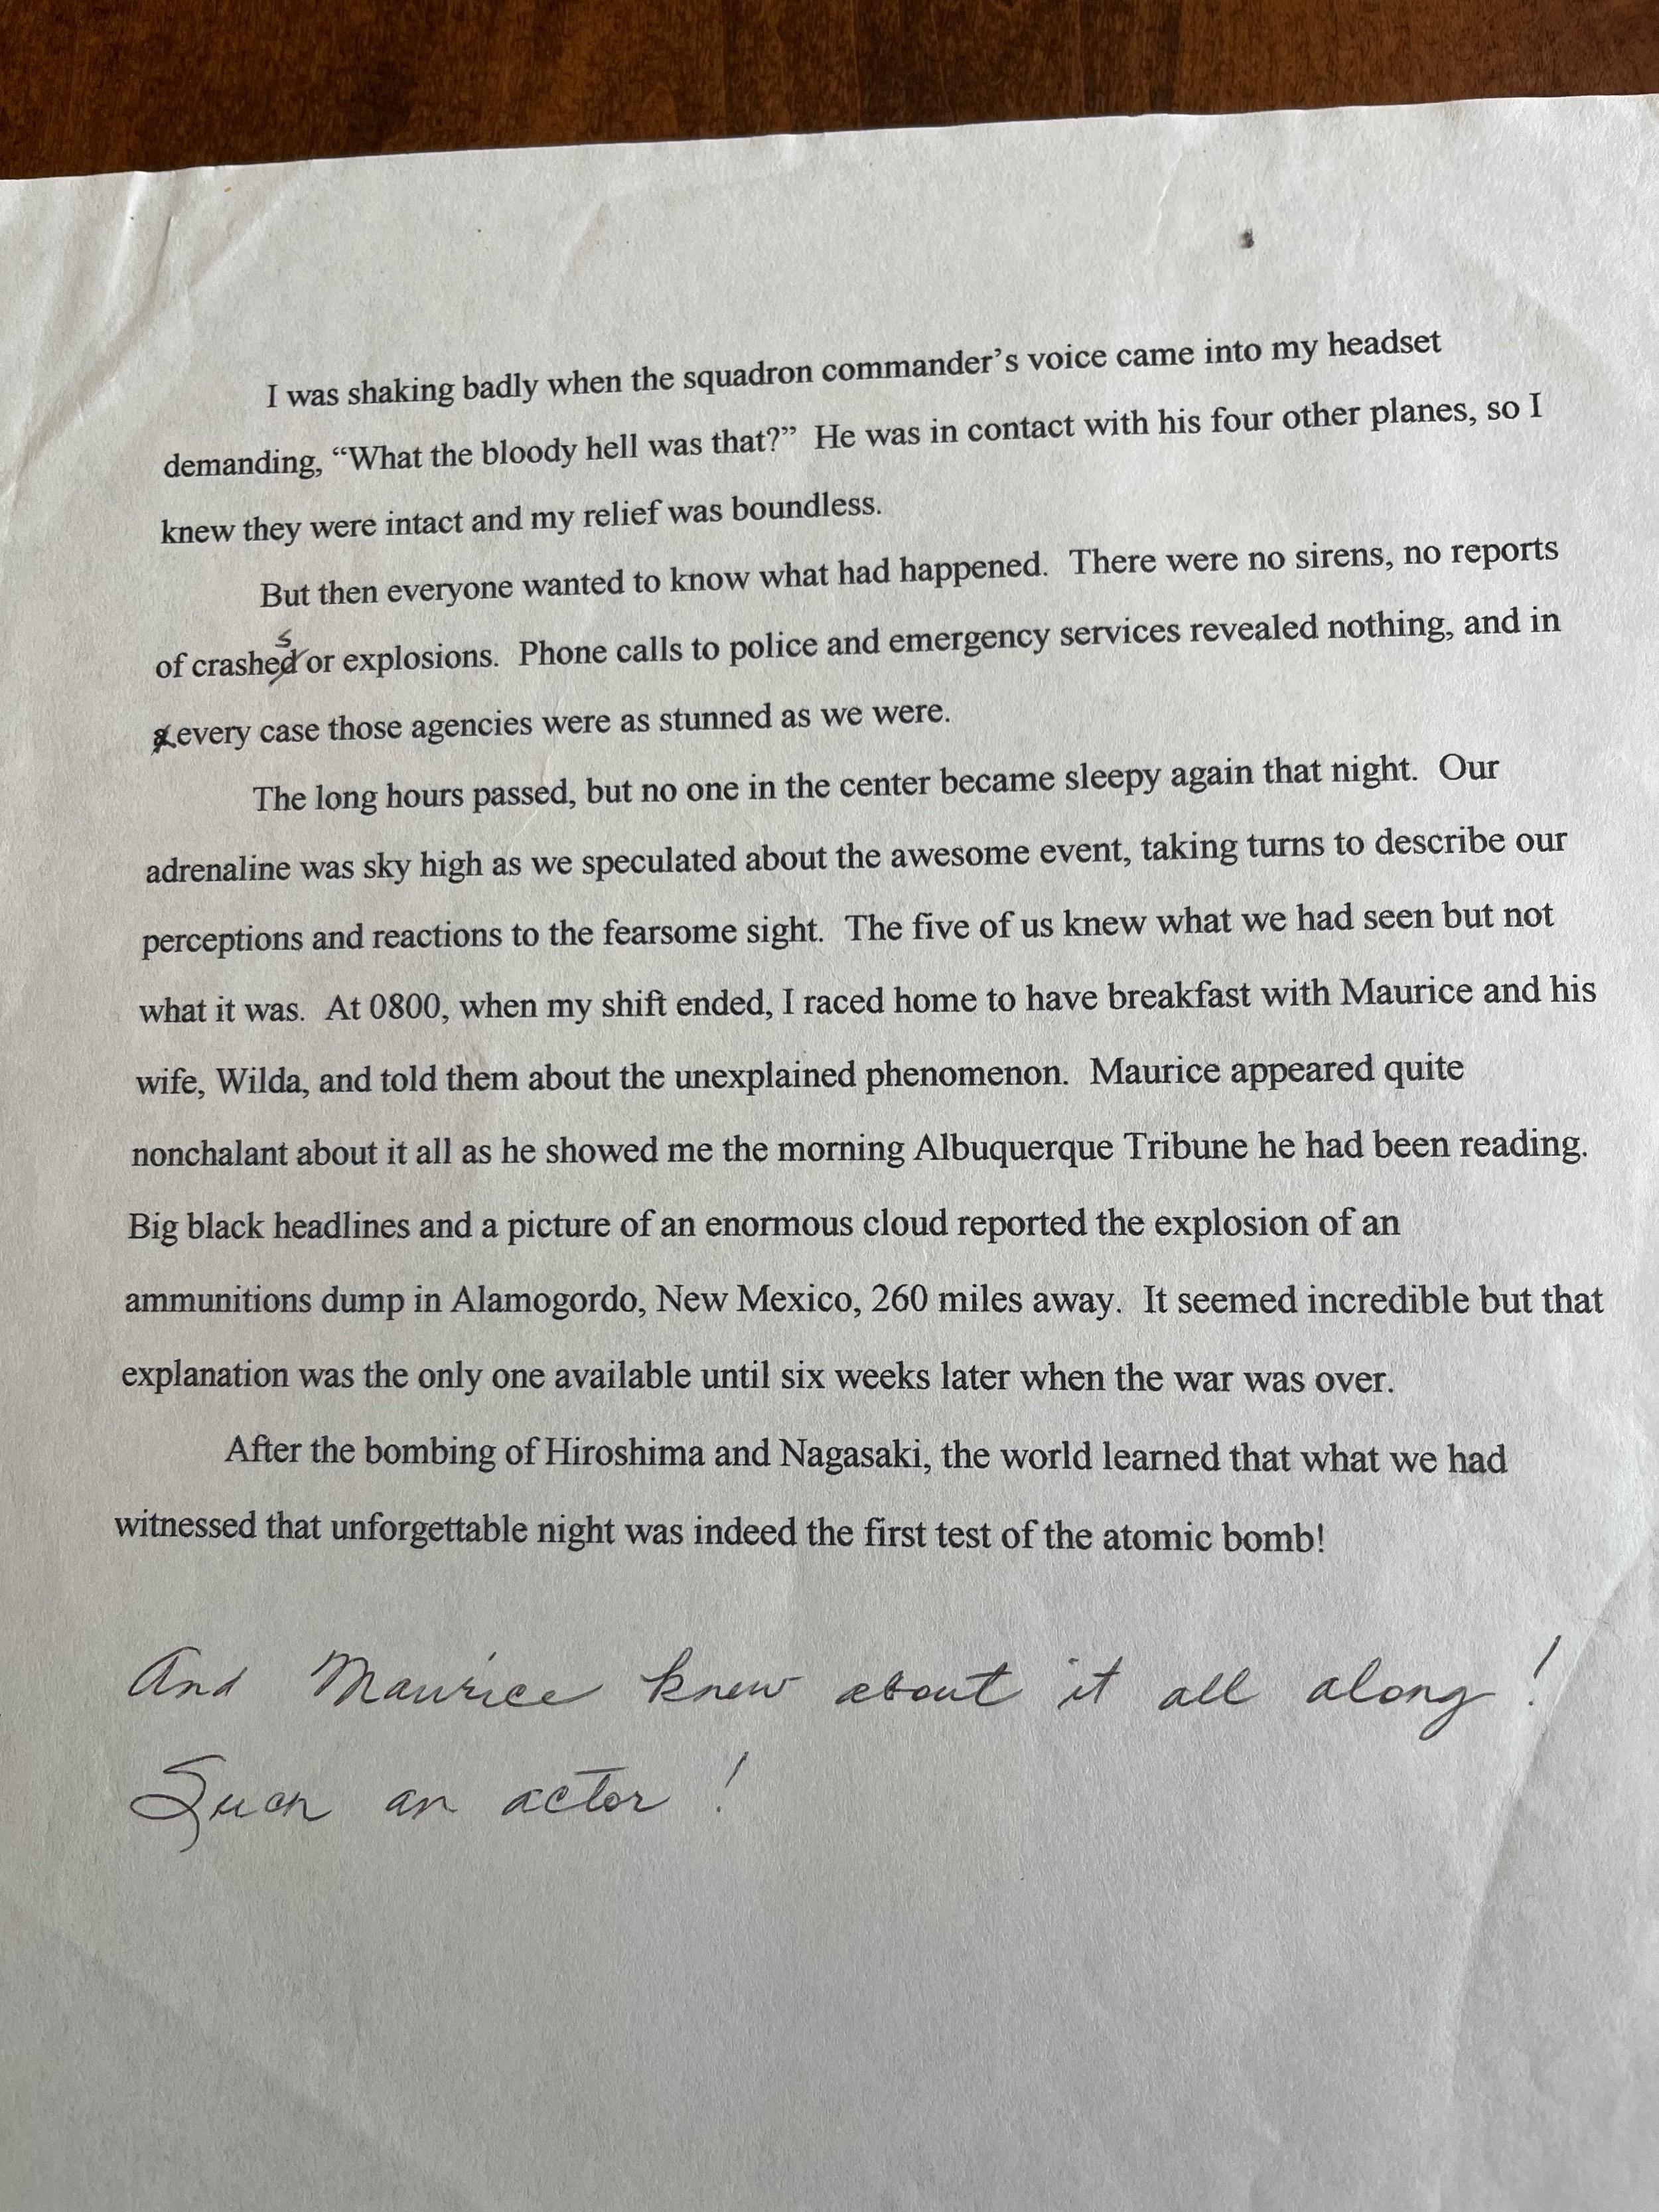 I was shaking badly when the squadron commander’s voice came into my headset
demanding, “What the bloody hell was that?” He was in contact with his four other planes, so I
knew they were intact and my relief was boundless.
But then everyone wanted to know what had happened. There were no sirens, no reports
of crashes or explosions. Phone calls to police and emergency services revealed nothing, and in
every case those agencies were as stunned as we were.
The long hours passed, but no one in the center became sleepy again that night. Our
adrenaline was sky high as we speculated about the awesome event, taking turns to describe our
perceptions and reactions to the fearsome sight. The five of us knew what we had seen but not
what it was. At 0800, when my shift ended, I raced home to have breakfast with Maurice and his
wife, Wilda, and told them about the unexplained phenomenon. Maurice appeared quite
nonchalant about it all as he showed me the morning Albuquerque Tribune he had been reading.
Big black headlines and a picture of an enormous cloud reported the explosion of an
ammunitions dump in Alamogordo, New Mexico, 260 miles away. It seemed incredible but that
explanation was the only one available until six weeks later when the war was over.
After the bombing of Hiroshima and Nagasaki, the world learned that what we had
witnessed that unforgettable night was indeed the first test of the atomic bomb!
And Maurice knew about it all along!
Such an actor!